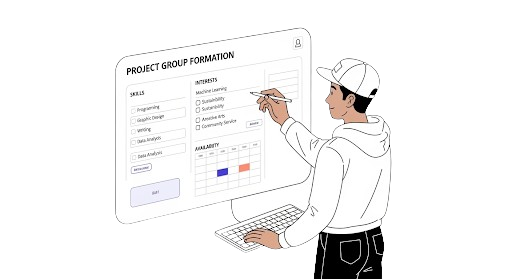 PROJECT GROUP FORMATION
SKILLS
Programing
Graphic Design
Writing
Data Analysis
Data Analysis
INTERESTS
Machine Learning
Sustainability
Sustainability
Creative Arts
Community Service
AVAILABILITY